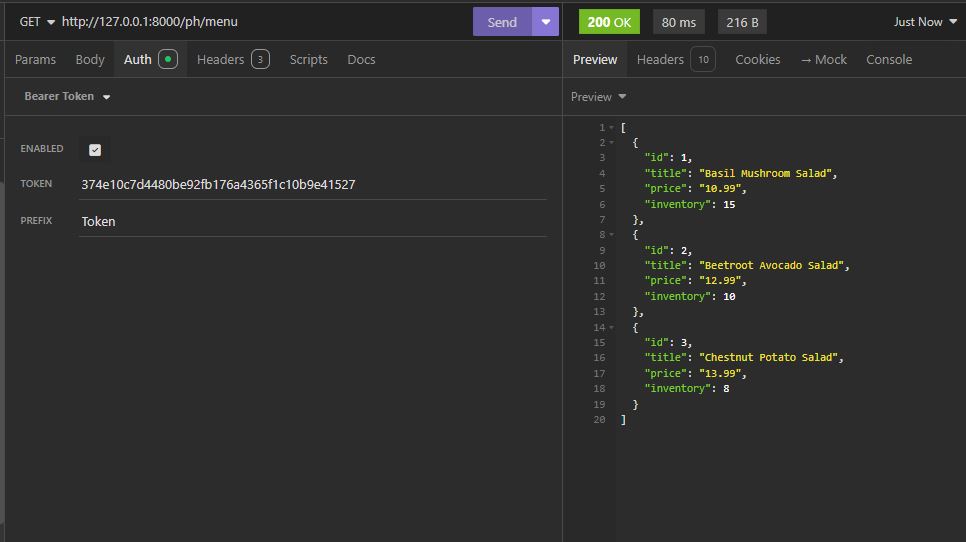 GET http://127.0.0.1:8000/ph/menu Send
200 OK 80 ms 216 B Just Now
Params Body Auth Headers 3 Scripts Docs
Preview Headers 10 Cookies → Mock Console
Bearer Token
Preview
ENABLED
TOKEN 374e10c7d4480be92fb176a4365f1c10b9e41527
PREFIX Token
1 [
2 {
3 "id": 1,
4 "title": "Basil Mushroom Salad",
5 "price": "10.99",
6 "inventory": 15
7 },
8 {
9 "id": 2,
10 "title": "Beetroot Avocado Salad",
11 "price": "12.99",
12 "inventory": 10
13 },
14 {
15 "id": 3,
16 "title": "Chestnut Potato Salad",
17 "price": "13.99",
18 "inventory": 8
19 }
20 ]